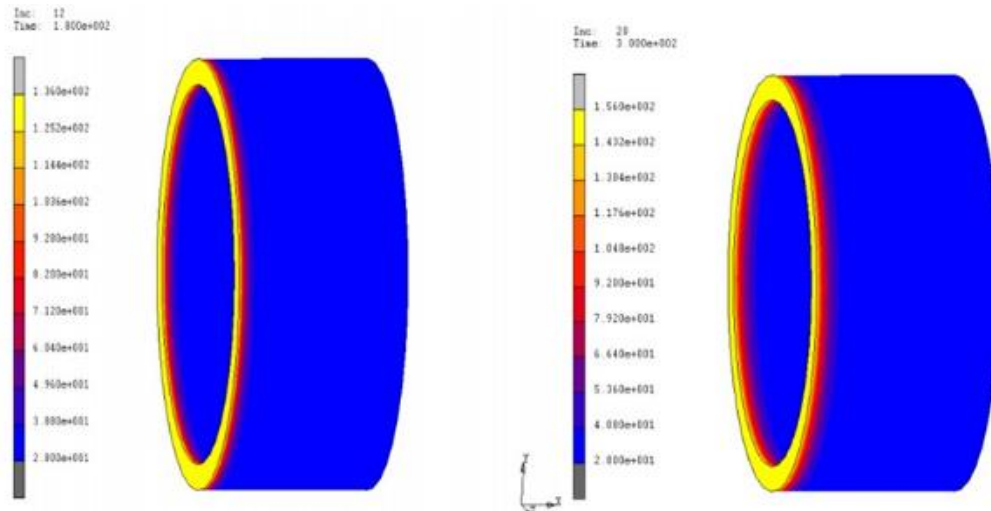 Inc: 12
Time: 1.800e+002
1.360e+002
1.252e+002
1.144e+002
1.036e+002
9.280e+001
8.200e+001
7.120e+001
6.040e+001
4.960e+001
3.880e+001
2.800e+001
Inc: 20
Time: 3.000e+002
1.560e+002
1.432e+002
1.304e+002
1.176e+002
1.048e+002
9.200e+001
7.920e+001
6.640e+001
5.360e+001
4.080e+001
2.800e+001
Y
X